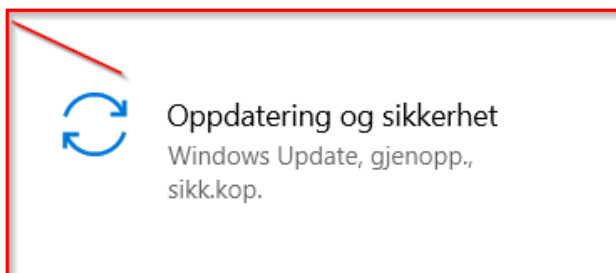 Oppdatering og sikkerhet
Windows Update, gjenopp.,
sikk.kop.